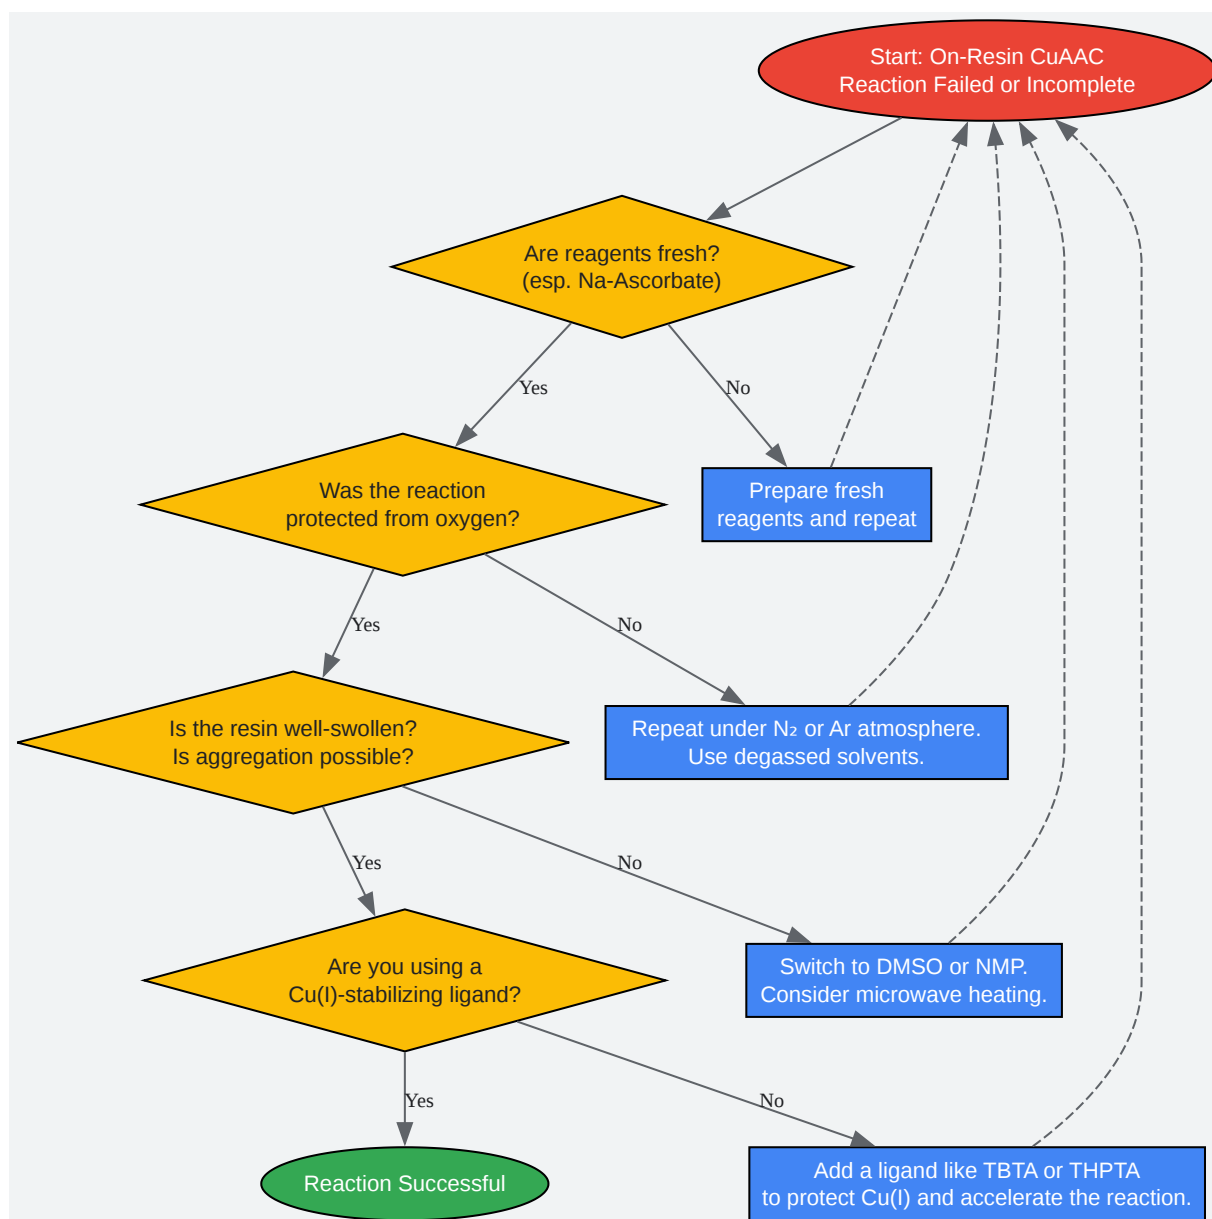 Start: On-Resin CuAAC
Reaction Failed or Incomplete
Are reagents fresh?
(esp. Na-Ascorbate)
Yes
No
Was the reaction
protected from oxygen?
Prepare fresh
reagents and repeat
Yes
No
Is the resin well-swollen?
Is aggregation possible?
Repeat under N₂ or Ar atmosphere.
Use degassed solvents.
Yes
No
Are you using a
Cu(I)-stabilizing ligand?
Switch to DMSO or NMP.
Consider microwave heating.
Yes
No
Reaction Successful
Add a ligand like TBTA or THPTA
to protect Cu(I) and accelerate the reaction.